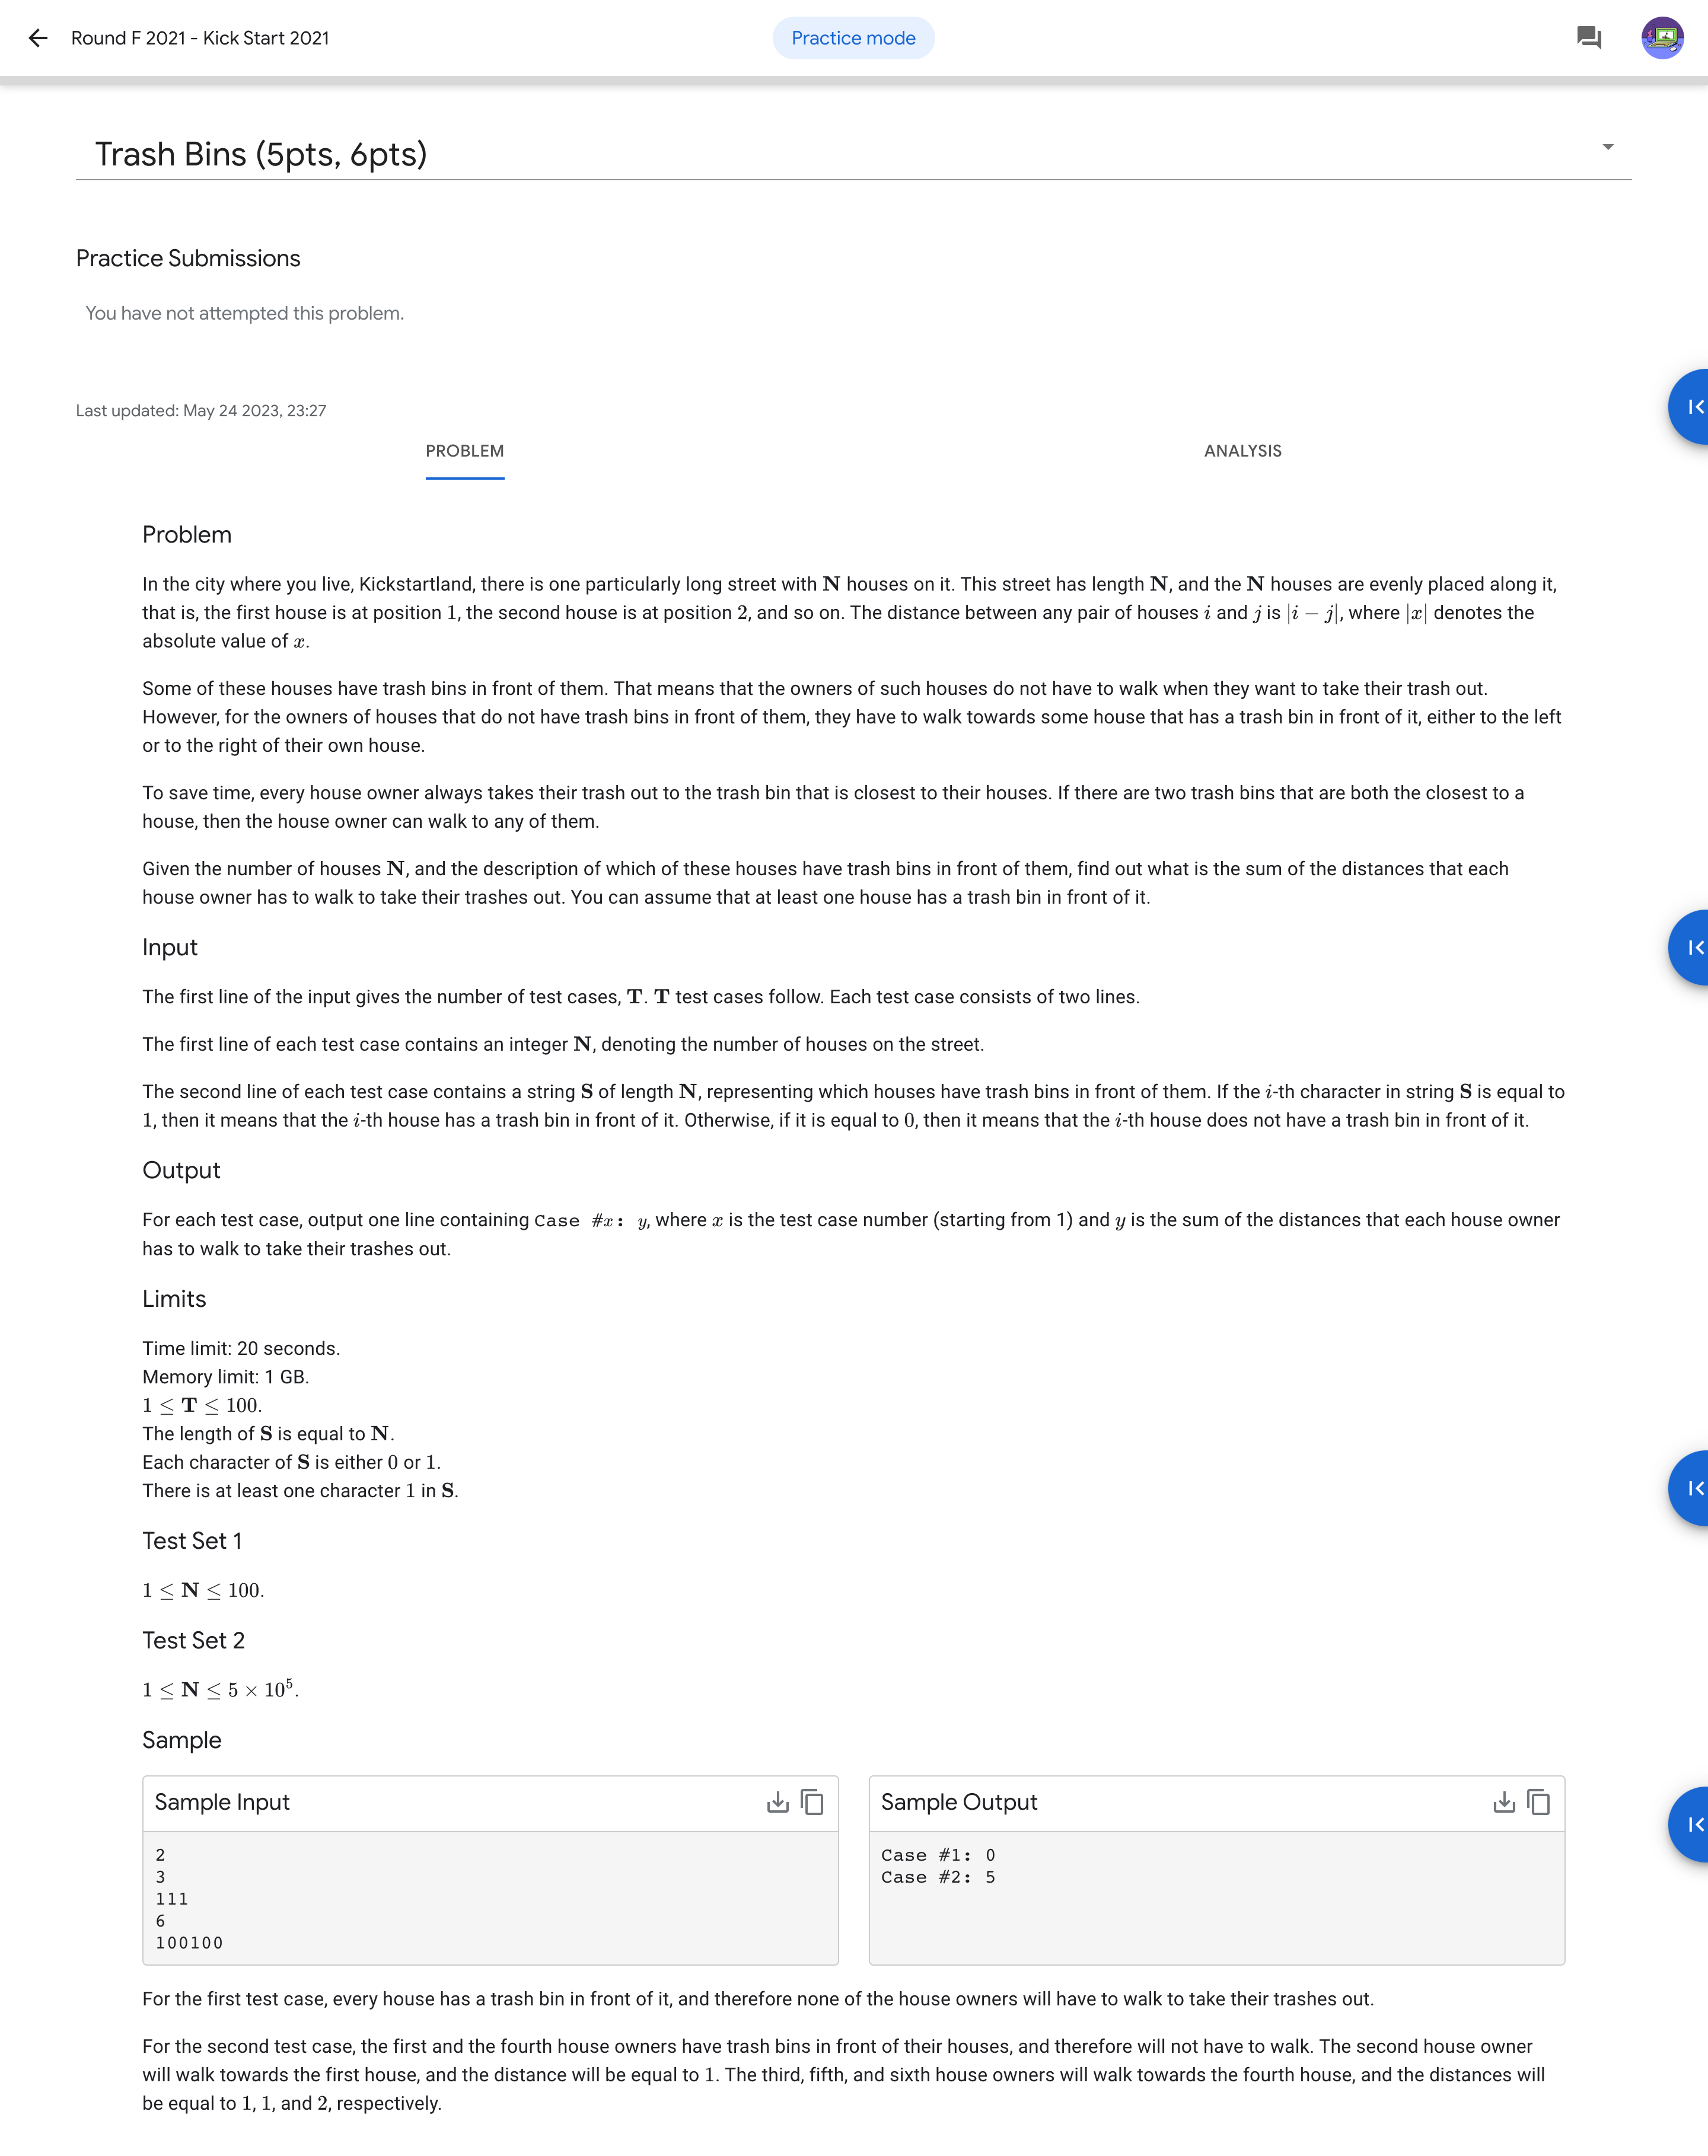 Round F 2021 - Kick Start 2021
Practice mode
Trash Bins (5pts, 6pts)
Practice Submissions
You have not attempted this problem.
Last updated: May 24 2023, 23:27
PROBLEM
ANALYSIS
Problem
In the city where you live, Kickstartland, there is one particularly long street with N houses on it. This street has length N, and the N houses are evenly placed along it,
that is, the first house is at position 1, the second house is at position 2, and so on. The distance between any pair of houses i and j is |i − j|, where |x| denotes the
absolute value of x.
Some of these houses have trash bins in front of them. That means that the owners of such houses do not have to walk when they want to take their trash out.
However, for the owners of houses that do not have trash bins in front of them, they have to walk towards some house that has a trash bin in front of it, either to the left
or to the right of their own house.
To save time, every house owner always takes their trash out to the trash bin that is closest to their houses. If there are two trash bins that are both the closest to a
house, then the house owner can walk to any of them.
Given the number of houses N, and the description of which of these houses have trash bins in front of them, find out what is the sum of the distances that each
house owner has to walk to take their trashes out. You can assume that at least one house has a trash bin in front of it.
Input
The first line of the input gives the number of test cases, T. T test cases follow. Each test case consists of two lines.
The first line of each test case contains an integer N, denoting the number of houses on the street.
The second line of each test case contains a string S of length N, representing which houses have trash bins in front of them. If the i-th character in string S is equal to
1, then it means that the i-th house has a trash bin in front of it. Otherwise, if it is equal to 0, then it means that the i-th house does not have a trash bin in front of it.
Output
For each test case, output one line containing Case #x: y, where x is the test case number (starting from 1) and y is the sum of the distances that each house owner
has to walk to take their trashes out.
Limits
Time limit: 20 seconds.
Memory limit: 1 GB.
1 ≤ T ≤ 100.
The length of S is equal to N.
Each character of S is either 0 or 1.
There is at least one character 1 in S.
Test Set 1
1 ≤ N ≤ 100.
Test Set 2
1 ≤ N ≤ 5 × 10⁵.
Sample
Sample Input
2
3
111
6
100100
Sample Output
Case #1: 0
Case #2: 5
For the first test case, every house has a trash bin in front of it, and therefore none of the house owners will have to walk to take their trashes out.
For the second test case, the first and the fourth house owners have trash bins in front of their houses, and therefore will not have to walk. The second house owner
will walk towards the first house, and the distance will be equal to 1. The third, fifth, and sixth house owners will walk towards the fourth house, and the distances will
be equal to 1, 1, and 2, respectively.